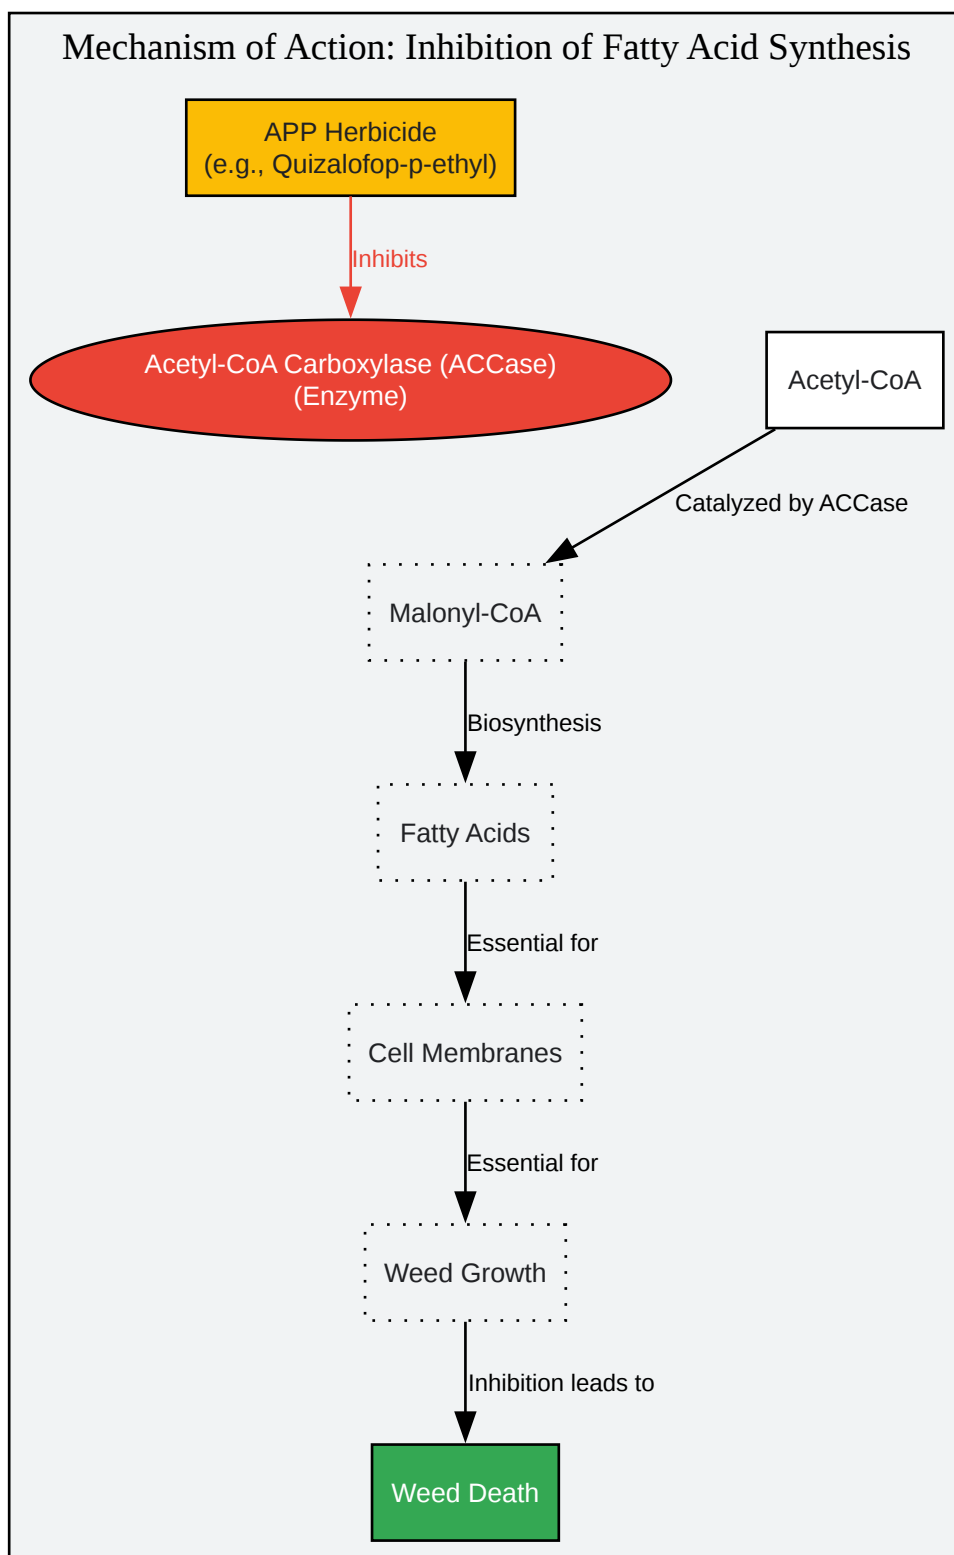 Mechanism of Action: Inhibition of Fatty Acid Synthesis
APP Herbicide
(e.g., Quizalofop-p-ethyl)
Inhibits
Acetyl-CoA Carboxylase (ACCase)
(Enzyme)
Acetyl-CoA
Catalyzed by ACCase
Malonyl-CoA
Biosynthesis
Fatty Acids
Essential for
Cell Membranes
Essential for
Weed Growth
Inhibition leads to
Weed Death